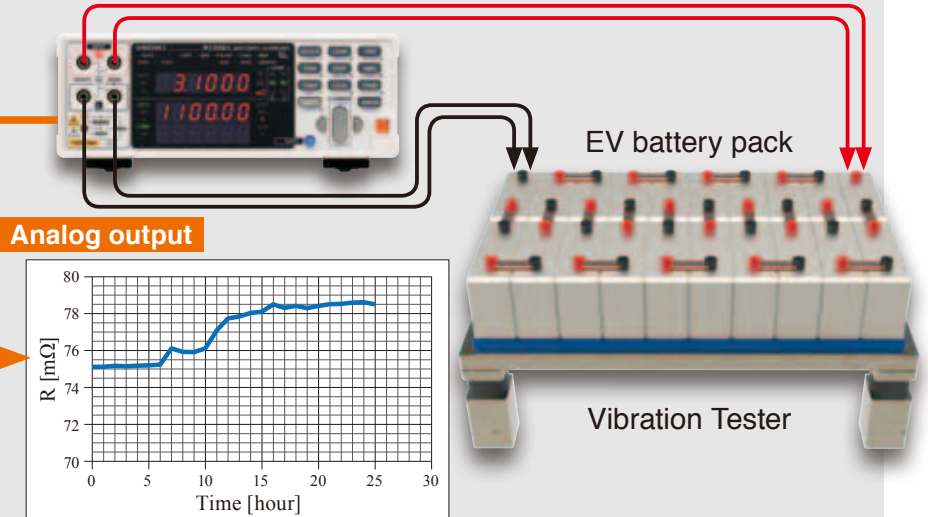 3.1000
1100.00
EV battery pack
Analog output
80
78
76
74
72
70
R [mΩ]
0 5 10 15 20 25 30
Time [hour]
Vibration Tester